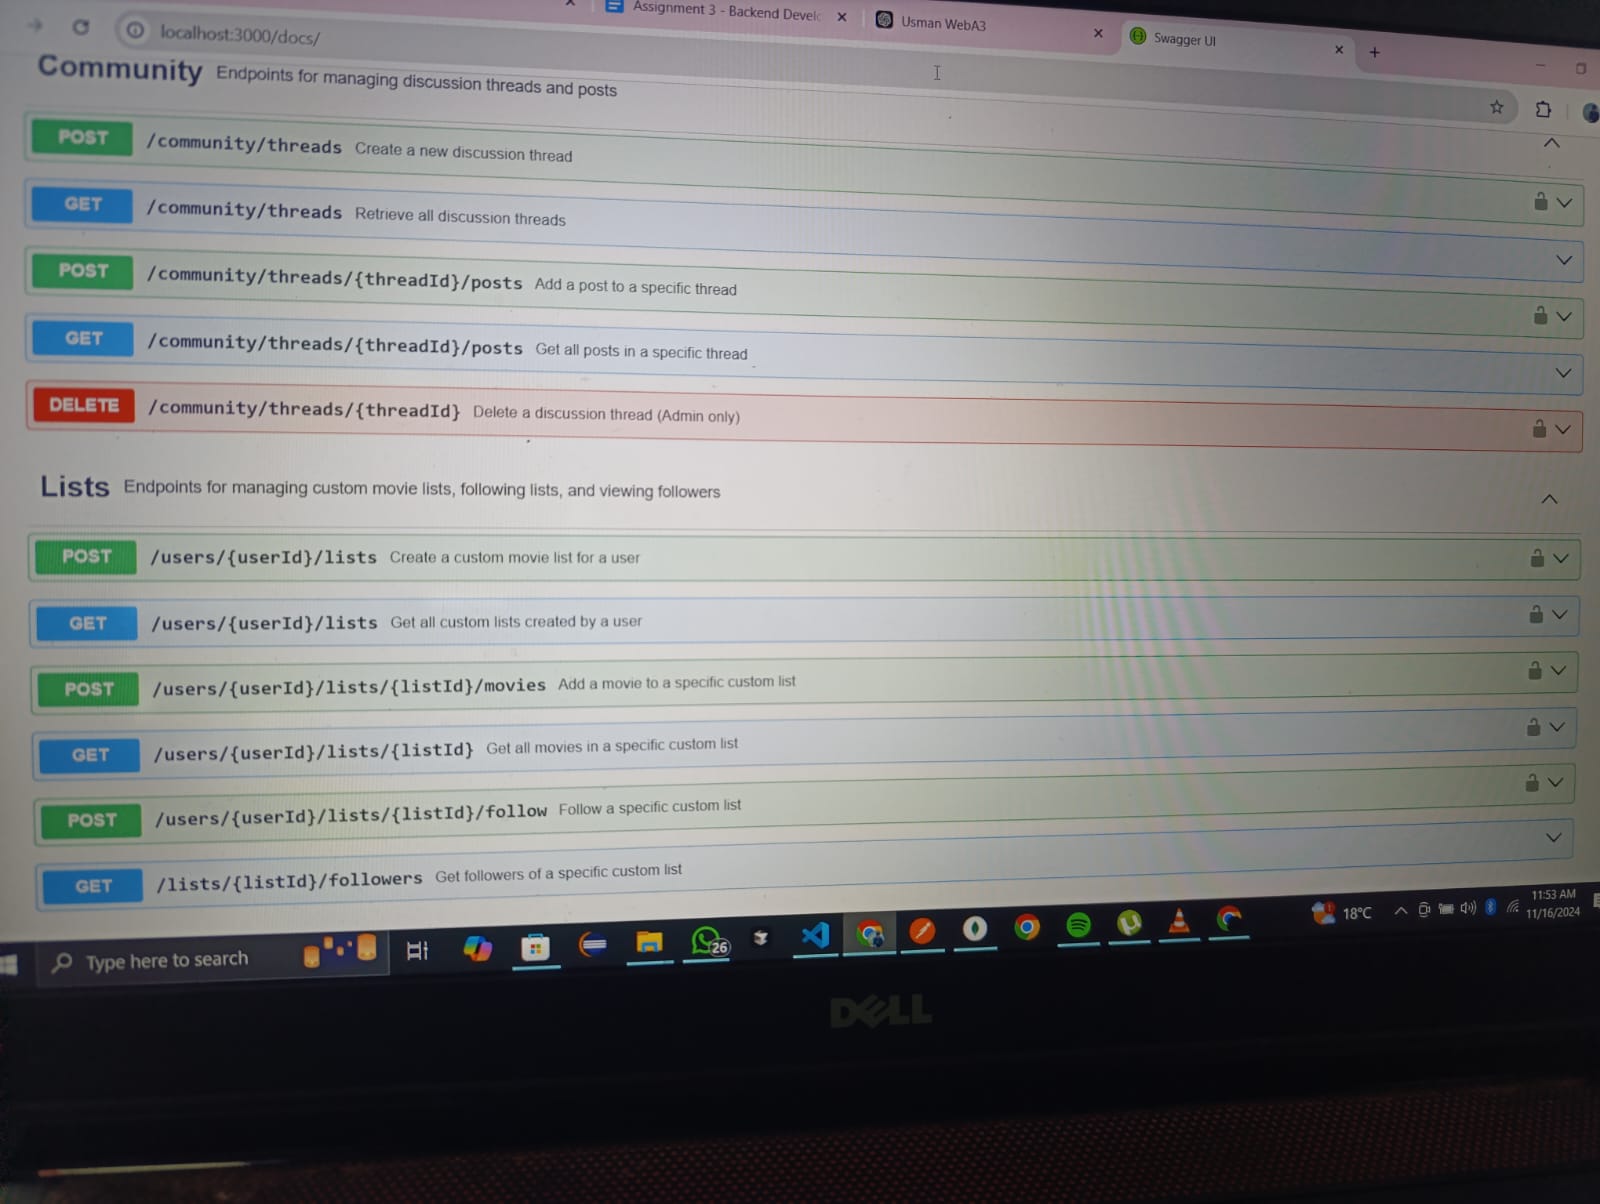 Assignment 3 - Backend Develo
Usman WebA3
Swagger UI
localhost:3000/docs/
Community Endpoints for managing discussion threads and posts
POST /community/threads Create a new discussion thread
GET /community/threads Retrieve all discussion threads
POST /community/threads/{threadId}/posts Add a post to a specific thread
GET /community/threads/{threadId}/posts Get all posts in a specific thread
DELETE /community/threads/{threadId} Delete a discussion thread (Admin only)
Lists Endpoints for managing custom movie lists, following lists, and viewing followers
POST /users/{userId}/lists Create a custom movie list for a user
GET /users/{userId}/lists Get all custom lists created by a user
POST /users/{userId}/lists/{listId}/movies Add a movie to a specific custom list
GET /users/{userId}/lists/{listId} Get all movies in a specific custom list
POST /users/{userId}/lists/{listId}/follow Follow a specific custom list
GET /lists/{listId}/followers Get followers of a specific custom list
Type here to search
26
18°C
11:53 AM
11/16/2024
DELL